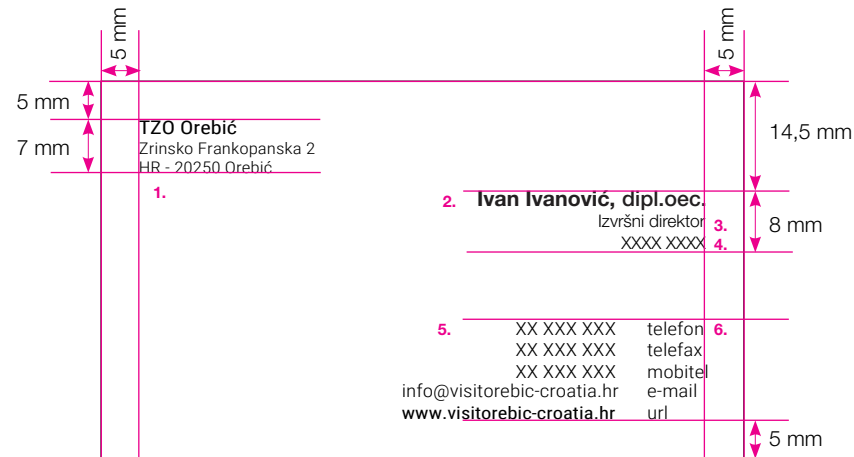 5 mm
5 mm
5 mm
7 mm
TZO Orebić
Zrinsko Frankopanska 2
HR - 20250 Orebić
1.
14,5 mm
2. Ivan Ivanović, dipl.oec.
Izvršni direktor 3.
XXXX XXXX 4.
8 mm
5. XX XXX XXX telefon 6.
XX XXX XXX telefax
XX XXX XXX mobitel
info@visitorebic-croatia.hr e-mail
www.visitorebic-croatia.hr url
5 mm